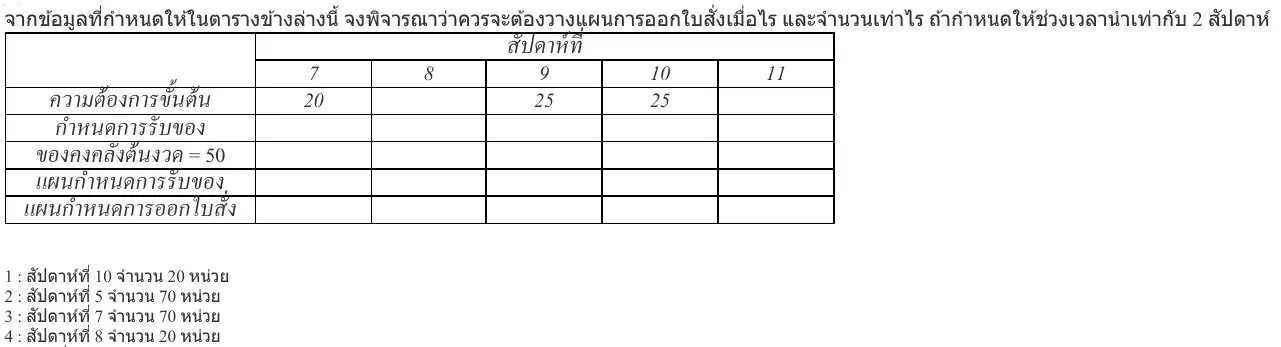 จากข้อมูลที่กำหนดให้ในตารางข้างล่างนี้ จงพิจารณาว่าควรจะต้องวางแผนการออกใบสั่งเมื่อไร และจำนวนเท่าไร ถ้ากำหนดให้ช่วงเวลานำเท่ากับ 2 สัปดาห์
สัปดาห์ที่
7 8 9 10 11
ความต้องการขั้นต้น 20 25 25
กำหนดการรับของ
ของคงคลังต้นงวด = 50
แผนกำหนดการรับของ
แผนกำหนดการออกใบสั่ง
1 : สัปดาห์ที่ 10 จำนวน 20 หน่วย
2 : สัปดาห์ที่ 5 จำนวน 70 หน่วย
3 : สัปดาห์ที่ 7 จำนวน 70 หน่วย
4 : สัปดาห์ที่ 8 จำนวน 20 หน่วย